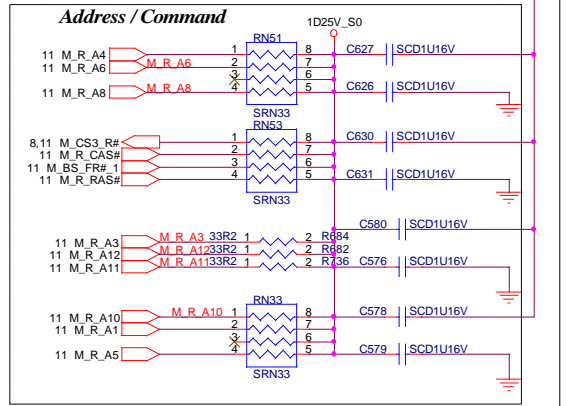 Address / Command
1D25V_S0
RN51
11 M_R_A4 1 8 C627 SCD1U16V
11 M_R_A6 M_R_A6 2 7
3 6
11 M_R_A8 M_R_A8 4 5 C626 SCD1U16V
SRN33
RN53
8,11 M_CS3_R# 1 8 C630 SCD1U16V
11 M_R_CAS# 2 7
11 M_BS_FR#_1 3 6
11 M_R_RAS# 4 5 C631 SCD1U16V
SRN33
C580 SCD1U16V
11 M_R_A3 M_R_A3 33R2 1 2 R684
11 M_R_A12 M_R_A12 33R2 1 2 R682
11 M_R_A11 M_R_A11 33R2 1 2 R736 C576 SCD1U16V
RN33
11 M_R_A10 M_R_A10 1 8 C578 SCD1U16V
11 M_R_A1 2 7
3 6
11 M_R_A5 4 5 C579 SCD1U16V
SRN33